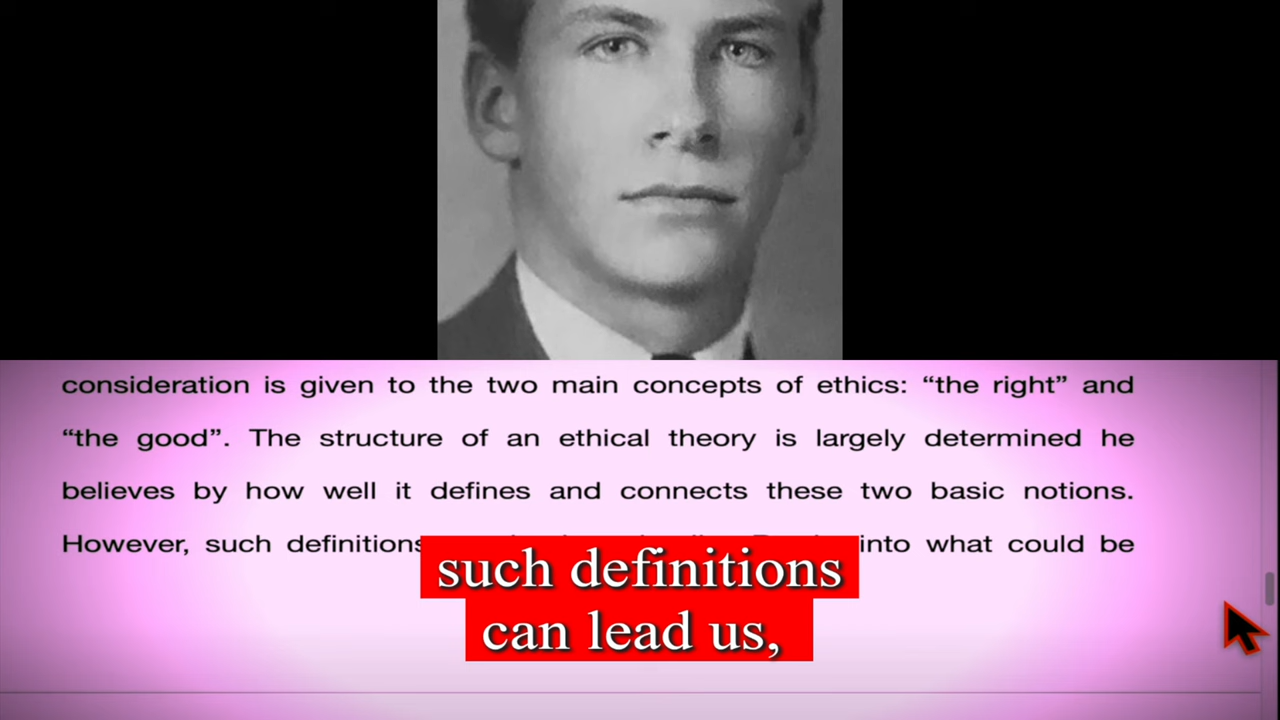 consideration is given to the two main concepts of ethics: “the right” and
“the good”. The structure of an ethical theory is largely determined he
believes by how well it defines and connects these two basic notions.
However, such definitions into what could be
such definitions
can lead us,